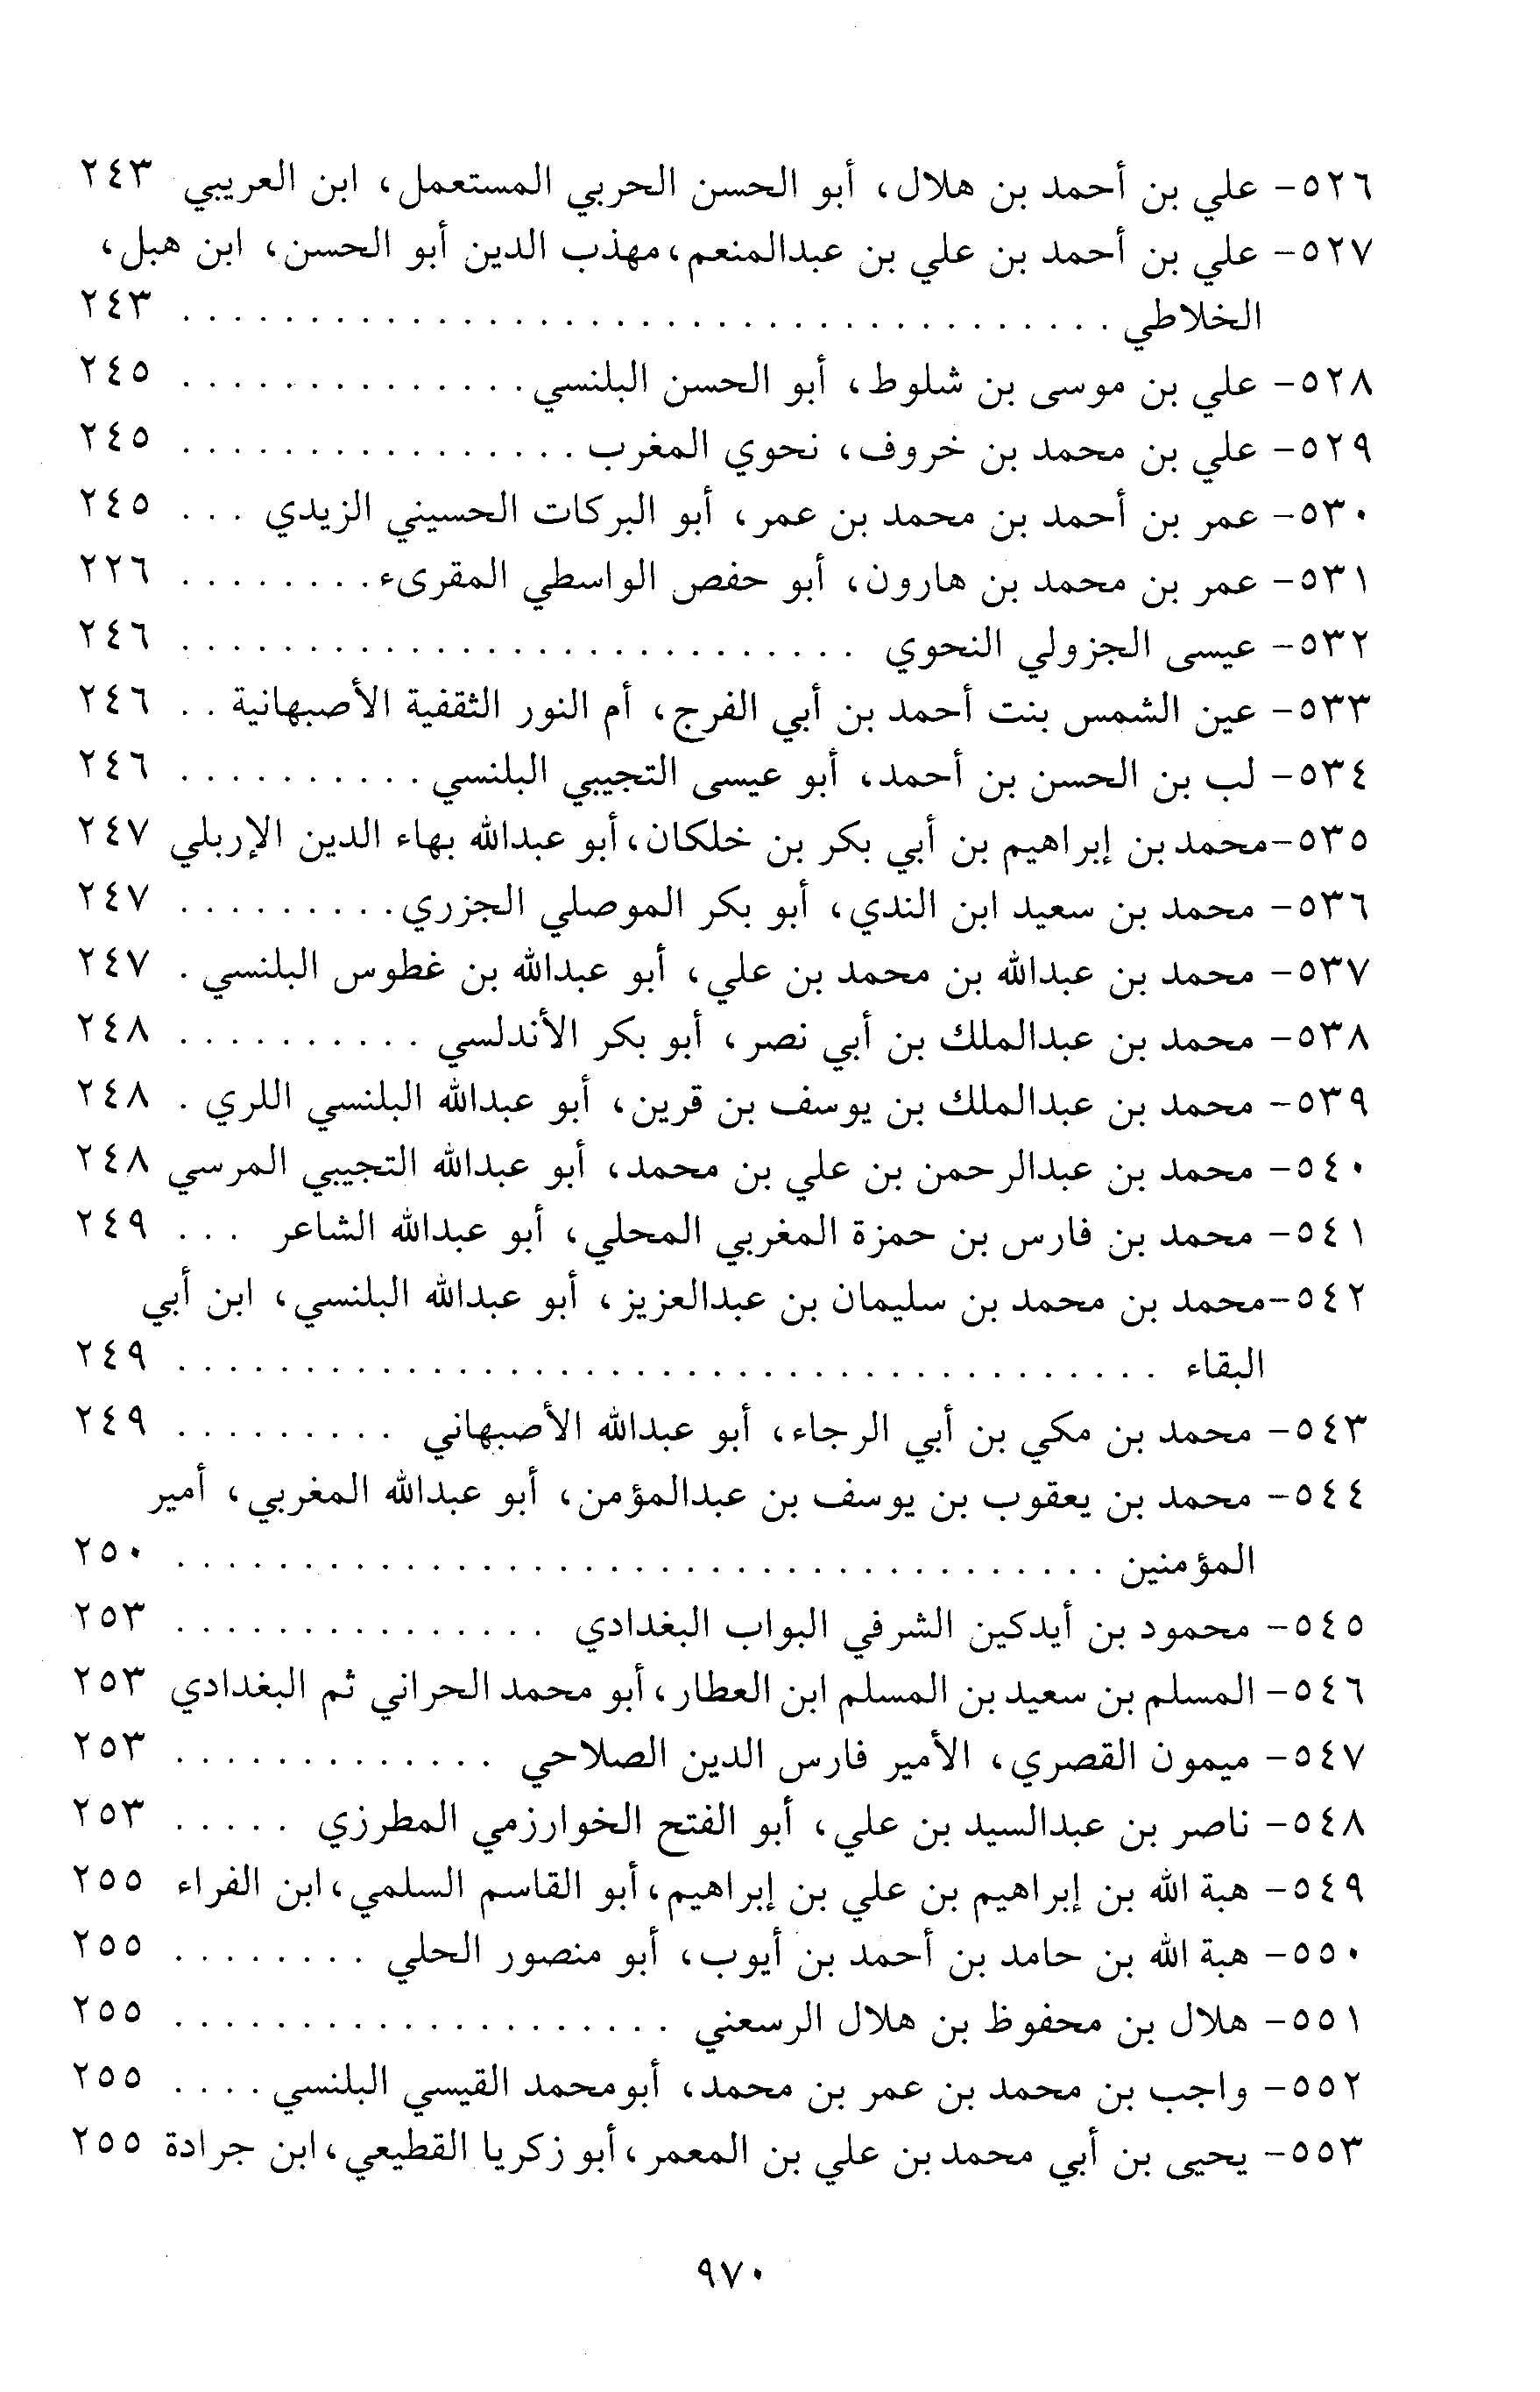 ٥٢٦- علي بن أحمد بن هلال، أبو الحسن الحربي المستعمل، ابن العريبي ٢٤٣
٥٢٧- علي بن أحمد بن علي بن عبدالمنعم،مهذب الدين أبو الحسن، ابن هبل،
الخلاطي . . . . . . . . . . . . . . . . . . . . . . . . . . . . . . . . . . . . . ٢٤٣
٥٢٨- علي بن موسى بن شلوط، أبو الحسن البلنسي . . . . . . . . . . . . . . ٢٤٥
٥٢٩- علي بن محمد بن خروف، نحوي المغرب . . . . . . . . . . . . . . . . ٢٤٥
٥٣٠- عمر بن أحمد بن محمد بن عمر، أبو البركات الحسيني الزيدي . . . ٢٤٥
٥٣١- عمر بن محمد بن هارون، أبو حفص الواسطي المقرىء . . . . . . . . ٢٢٦
٥٣٢- عيسى الجزولي النحوي . . . . . . . . . . . . . . . . . . . . . . . . . . . ٢٤٦
٥٣٣- عين الشمس بنت أحمد بن أبي الفرج، أم النور الثقفية الأصبهانية . . ٢٤٦
٥٣٤- لب بن الحسن بن أحمد، أبو عيسى التجيبي البلنسي . . . . . . . . . . ٢٤٦
٥٣٥-محمد بن إبراهيم بن أبي بكر بن خلكان،أبو عبدالله بهاء الدين الإربلي ٢٤٧
٥٣٦- محمد بن سعيد ابن الندي، أبو بكر الموصلي الجزري . . . . . . . . . ٢٤٧
٥٣٧- محمد بن عبدالله بن محمد بن علي، أبو عبدالله بن غطوس البلنسي . ٢٤٧
٥٣٨- محمد بن عبدالملك بن أبي نصر، أبو بكر الأندلسي . . . . . . . . . . ٢٤٨
٥٣٩- محمد بن عبدالملك بن يوسف بن قرين، أبو عبدالله البلنسي اللري . ٢٤٨
٥٤٠- محمد بن عبدالرحمن بن علي بن محمد، أبو عبدالله التجيبي المرسي ٢٤٨
٥٤١- محمد بن فارس بن حمزة المغربي المحلي، أبو عبدالله الشاعر . . . ٢٤٩
٥٤٢-محمد بن محمد بن سليمان بن عبدالعزيز، أبو عبدالله البلنسي، ابن أبي
البقاء . . . . . . . . . . . . . . . . . . . . . . . . . . . . . . . . . . . . . . . ٢٤٩
٥٤٣- محمد بن مكي بن أبي الرجاء، أبو عبدالله الأصبهاني . . . . . . . . . ٢٤٩
٥٤٤- محمد بن يعقوب بن يوسف بن عبدالمؤمن، أبو عبدالله المغربي، أمير
المؤمنين . . . . . . . . . . . . . . . . . . . . . . . . . . . . . . . . . . . . . ٢٥٠
٥٤٥- محمود بن أيدكين الشرفي البواب البغدادي . . . . . . . . . . . . . . . ٢٥٣
٥٤٦- المسلم بن سعيد بن المسلم ابن العطار،أبو محمد الحراني ثم البغدادي ٢٥٣
٥٤٧- ميمون القصري، الأمير فارس الدين الصلاحي . . . . . . . . . . . . . ٢٥٣
٥٤٨- ناصر بن عبدالسيد بن علي، أبو الفتح الخوارزمي المطرزي . . . . . ٢٥٣
٥٤٩- هبة الله بن إبراهيم بن علي بن إبراهيم،أبو القاسم السلمي،ابن الفراء ٢٥٥
٥٥٠- هبة الله بن حامد بن أحمد بن أيوب، أبو منصور الحلي . . . . . . . . ٢٥٥
٥٥١- هلال بن محفوظ بن هلال الرسعني . . . . . . . . . . . . . . . . . . . . ٢٥٥
٥٥٢- واجب بن محمد بن عمر بن محمد، أبومحمد القيسي البلنسي . . . . ٢٥٥
٥٥٣- يحيى بن أبي محمد بن علي بن المعمر،أبو زكريا القطيعي،ابن جرادة ٢٥٥
٩٧٠